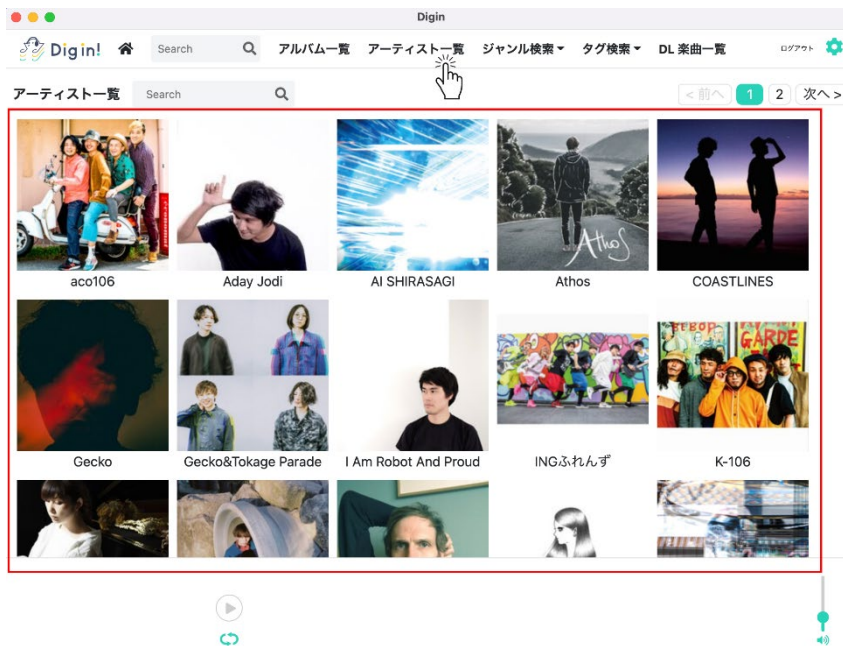 Digin
Digin! Search アルバム一覧 アーティスト一覧 ジャンル検索 タグ検索 DL 楽曲一覧 ログアウト
アーティスト一覧 Search < 前へ 1 2 次へ >
Athos
aco106 Aday Jodi AI SHIRASAGI Athos COASTLINES
BEBOP GARDE
Gecko Gecko&Tokage Parade I Am Robot And Proud INGふれんず K-106